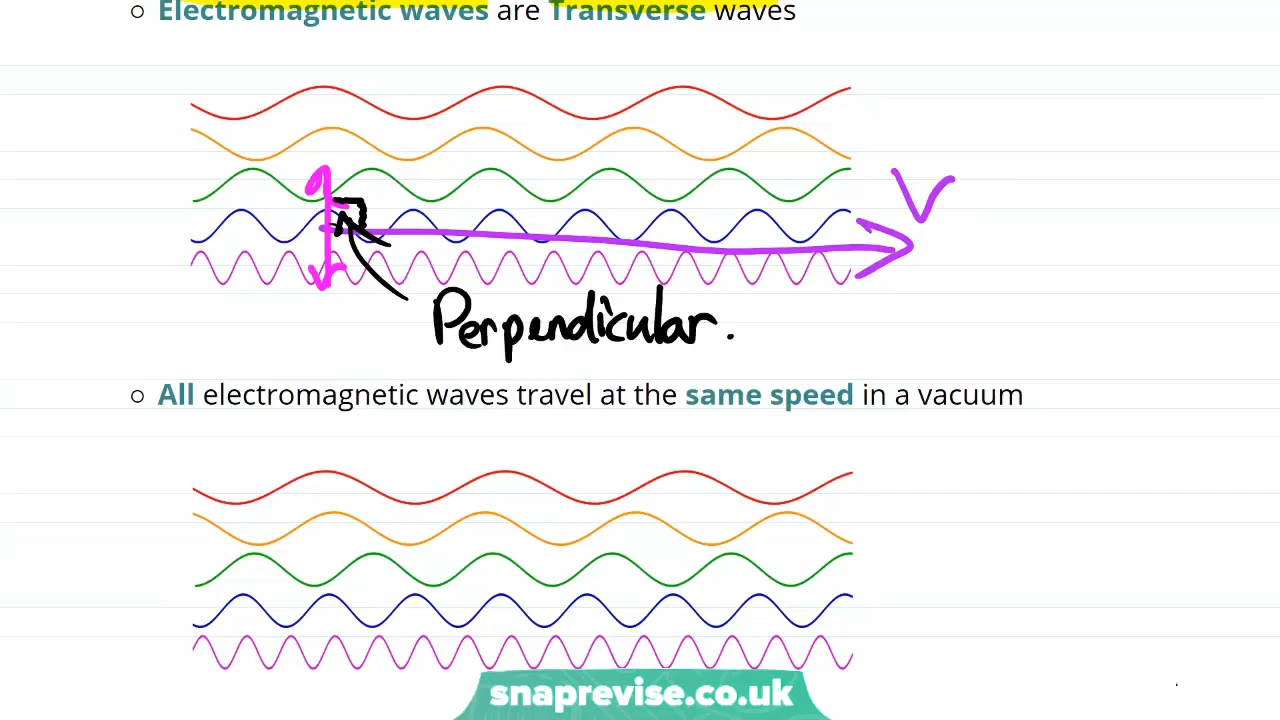 Electromagnetic waves are Transverse waves
V
Perpendicular.
All electromagnetic waves travel at the same speed in a vacuum
snaprevise.co.uk